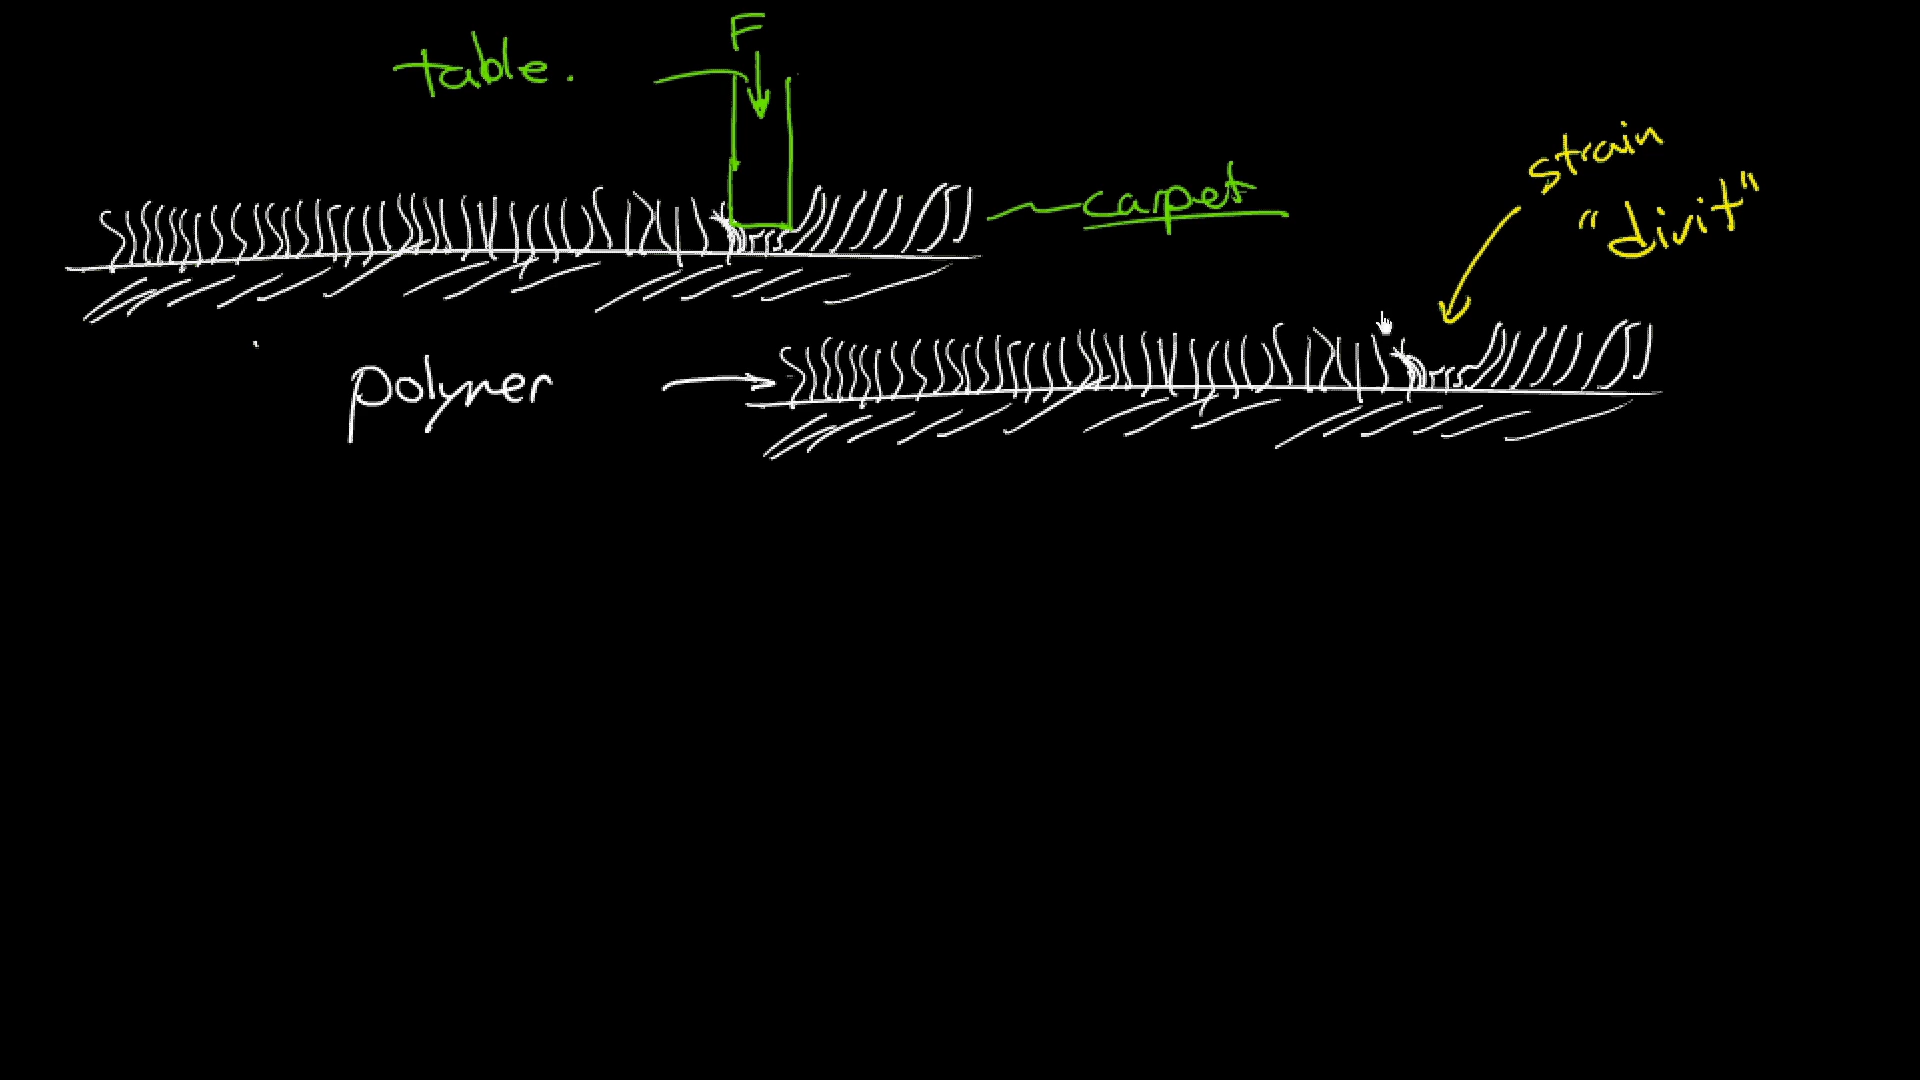 F
table.
carpet
strain
"divit"
polymer